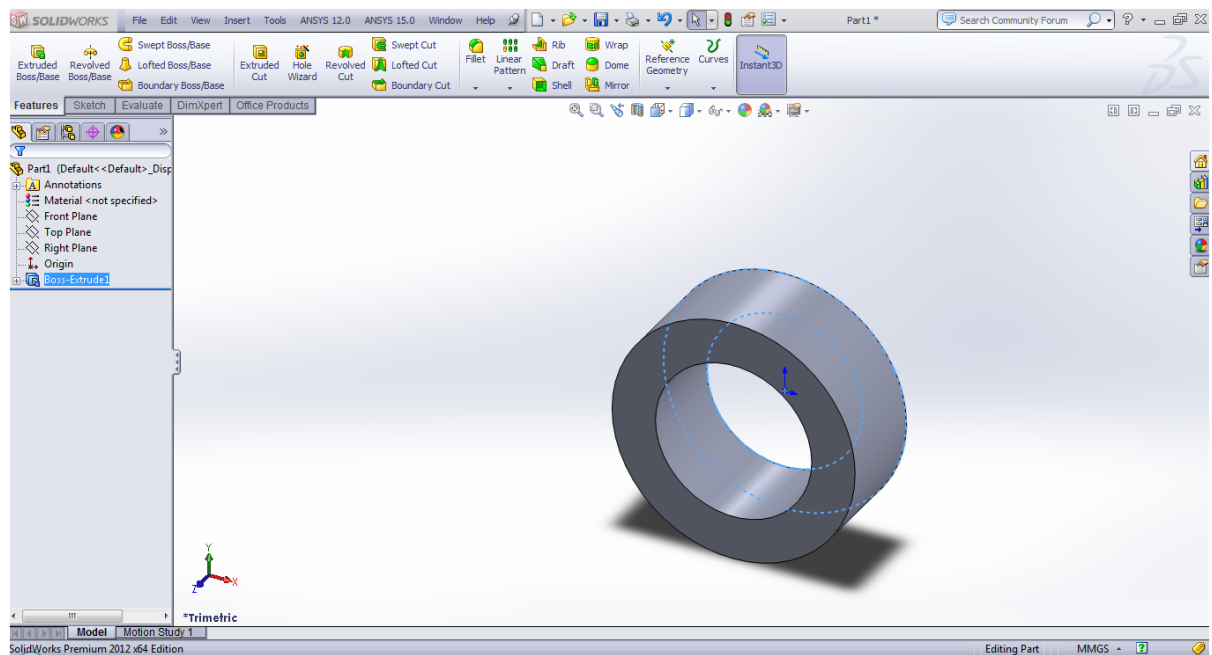 SOLIDWORKS File Edit View Insert Tools ANSYS 12.0 ANSYS 15.0 Window Help Part1 * Search Community Forum
Extruded Boss/Base
Revolved Boss/Base
Swept Boss/Base
Lofted Boss/Base
Boundary Boss/Base
Extruded Cut
Hole Wizard
Revolved Cut
Swept Cut
Lofted Cut
Boundary Cut
Fillet
Linear Pattern
Rib
Draft
Shell
Wrap
Dome
Mirror
Reference Geometry
Curves
Instant3D
Features Sketch Evaluate DimXpert Office Products
Part1 (Default<<Default>_Disp
Annotations
Material <not specified>
Front Plane
Top Plane
Right Plane
Origin
Boss-Extrude1
Y
X
Z
*Trimetric
Model Motion Study 1
SolidWorks Premium 2012 x64 Edition Editing Part MMGS